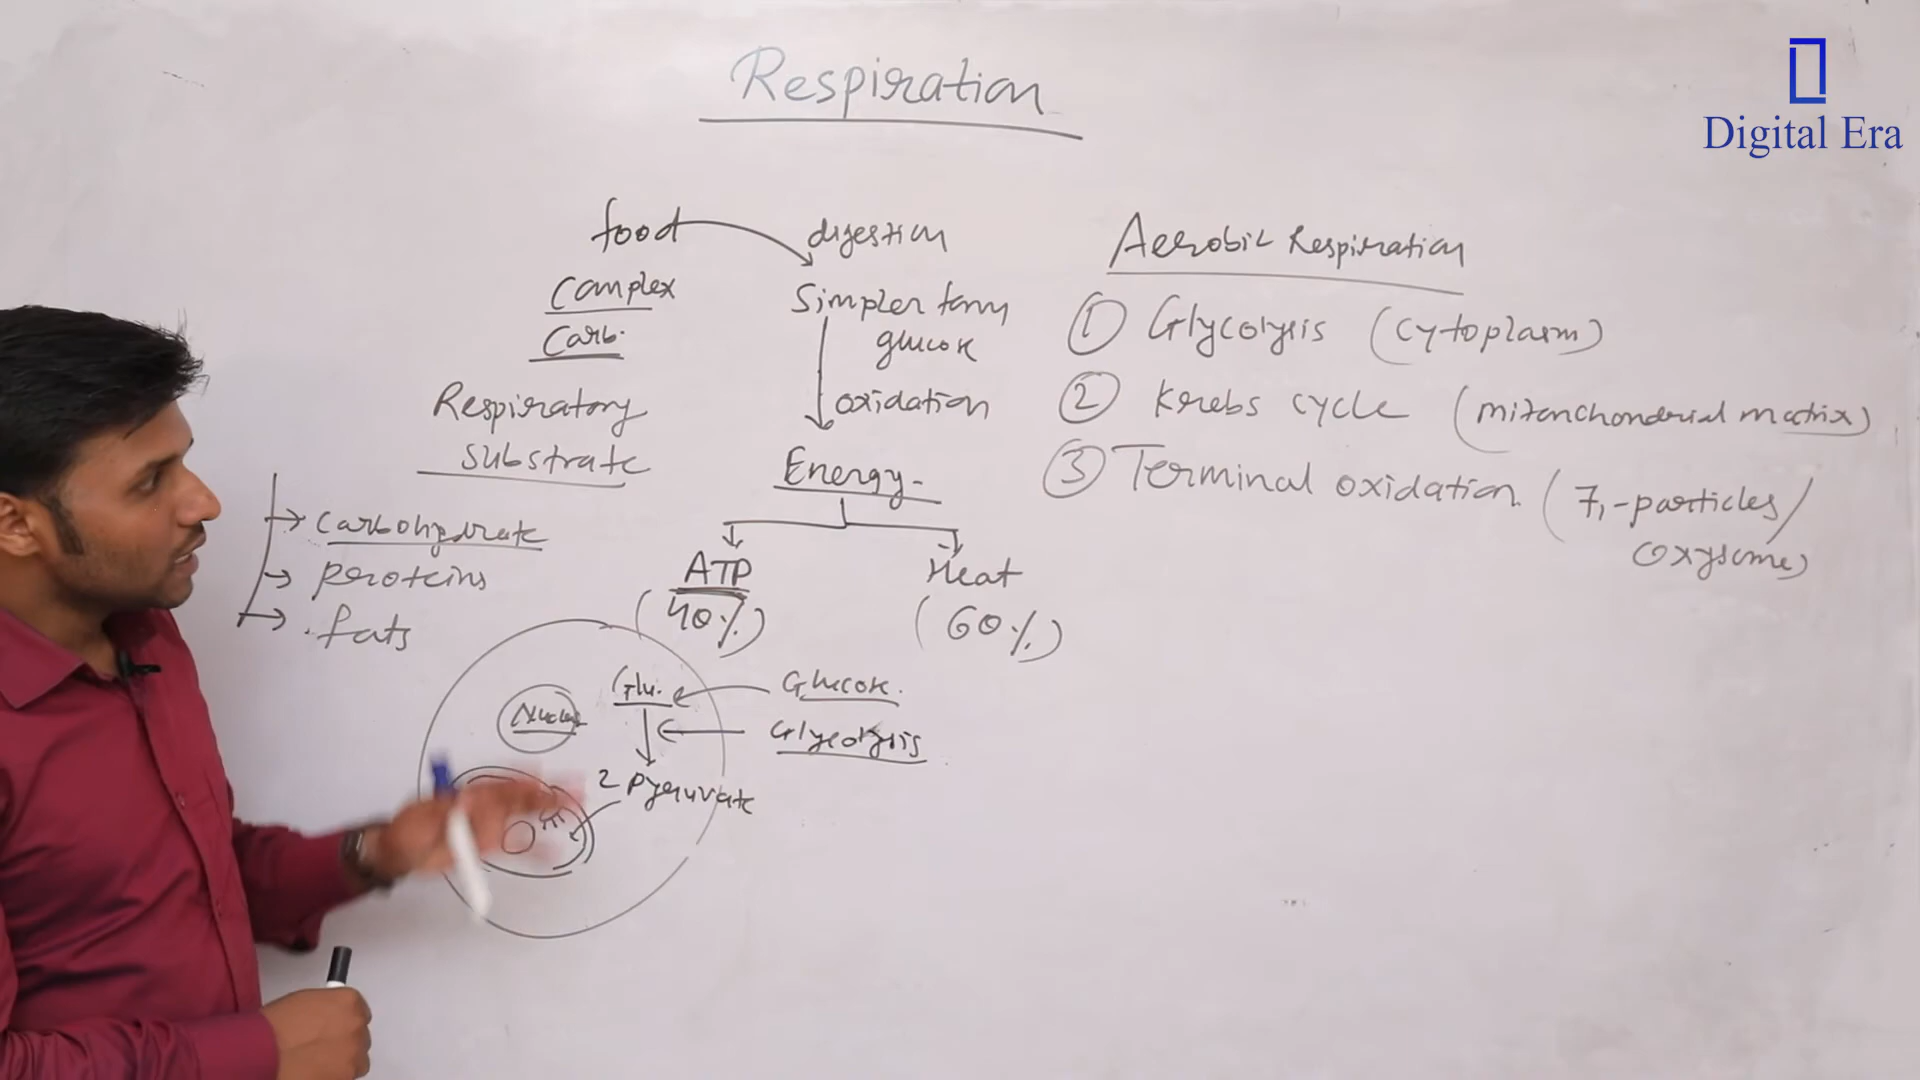 Respiration
Digital Era
food
digestion
Complex
Carb.
Simpler form
glucose
oxidation
Respiratory
substrate
Energy-
carbohydrate
proteins
fats
ATP
(40%)
Heat
(60%)
Glu.
Glucose.
Nucleus
Glycolysis
2 pyruvate
Aerobic Respiration
① Glycolysis (cytoplasm)
② Krebs cycle (mitonchondrial matrix)
③ Terminal oxidation. (F₁-particles/
oxysome)